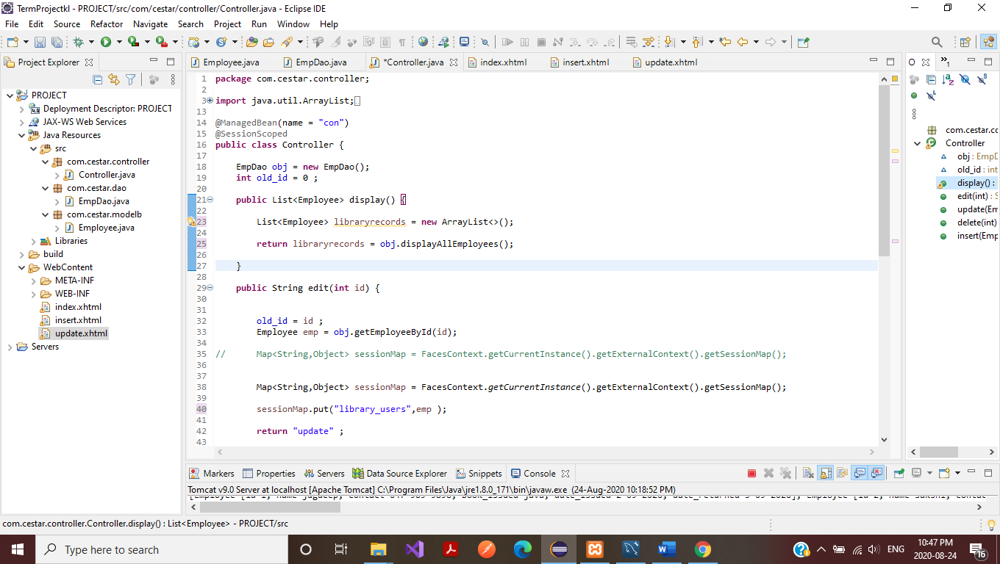 TermProjectkl - PROJECT/src/com/cestar/controller/Controller.java - Eclipse IDE
File Edit Source Refactor Navigate Search Project Run Window Help
Project Explorer
PROJECT
Deployment Descriptor: PROJECT
JAX-WS Web Services
Java Resources
src
com.cestar.controller
Controller.java
com.cestar.dao
EmpDao.java
com.cestar.modelb
Employee.java
Libraries
build
WebContent
META-INF
WEB-INF
index.xhtml
insert.xhtml
update.xhtml
Servers
Employee.java EmpDao.java *Controller.java index.xhtml insert.xhtml update.xhtml
1 package com.cestar.controller;
2
3 import java.util.ArrayList;
13
14 @ManagedBean(name = "con")
15 @SessionScoped
16 public class Controller {
17
18 EmpDao obj = new EmpDao();
19 int old_id = 0 ;
20
21 public List<Employee> display() {
22
23 List<Employee> libraryrecords = new ArrayList<>();
24
25 return libraryrecords = obj.displayAllEmployees();
26
27 }
28
29 public String edit(int id) {
30
31
32 old_id = id ;
33 Employee emp = obj.getEmployeeById(id);
34
35 // Map<String,Object> sessionMap = FacesContext.getCurrentInstance().getExternalContext().getSessionMap();
36
37
38 Map<String,Object> sessionMap = FacesContext.getCurrentInstance().getExternalContext().getSessionMap();
39
40 sessionMap.put("library_users",emp );
41
42 return "update" ;
43
O
1
com.cestar.cc
Controller
obj : EmpD
old_id : int
display() :
edit(int) : S
update(Em
delete(int)
insert(Emp
Markers Properties Servers Data Source Explorer Snippets Console
Tomcat v9.0 Server at localhost [Apache Tomcat] C:\Program Files\Java\jre1.8.0_171\bin\javaw.exe (24-Aug-2020 10:18:52 PM)
com.cestar.controller.Controller.display() : List<Employee> - PROJECT/src
Type here to search
ENG
10:47 PM
2020-08-24
16